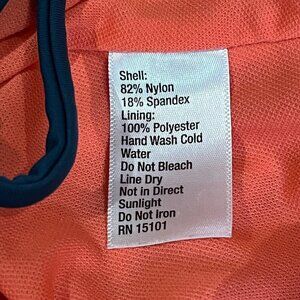 Shell:
82% Nylon
18% Spandex
Lining:
100% Polyester
Hand Wash Cold
Water
Do Not Bleach
Line Dry
Not in Direct
Sunlight
Do Not Iron
RN 15101